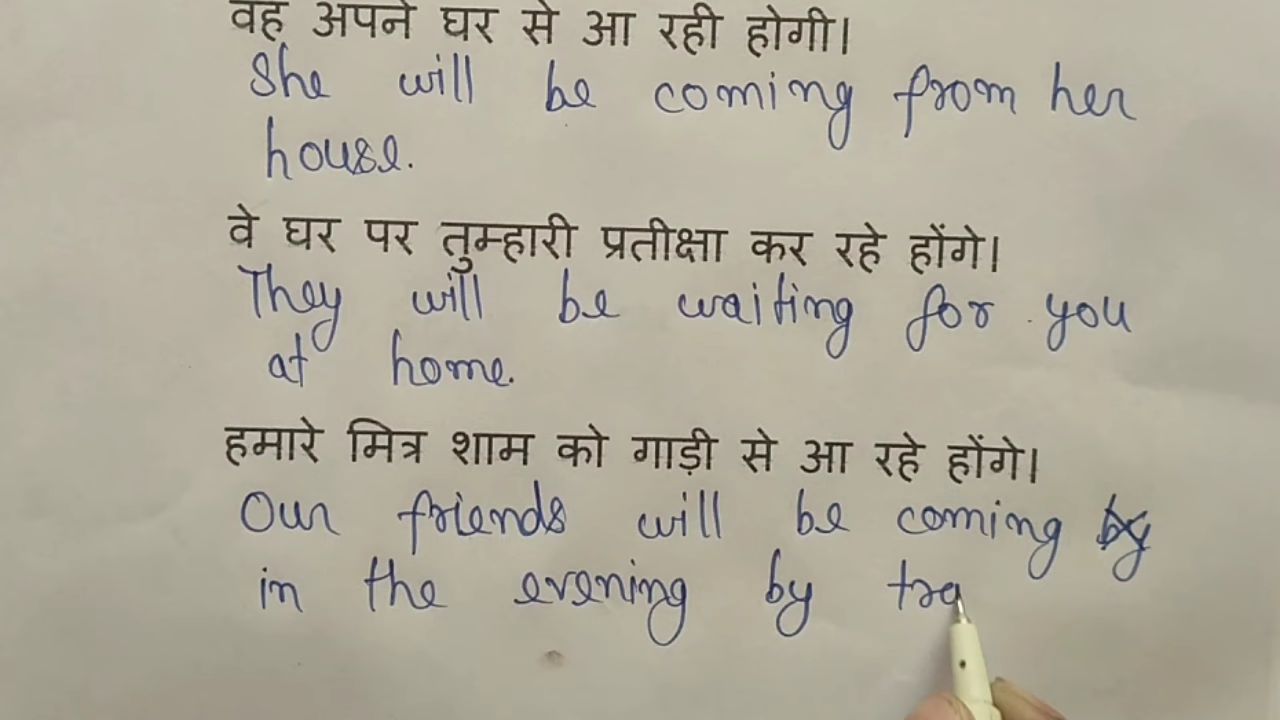 वह अपने घर से आ रही होगी।
She will be coming from her
house.
वे घर पर तुम्हारी प्रतीक्षा कर रहे होंगे।
They will be waiting for you
at home.
हमारे मित्र शाम को गाड़ी से आ रहे होंगे।
Our friends will be coming by
in the evening by tra